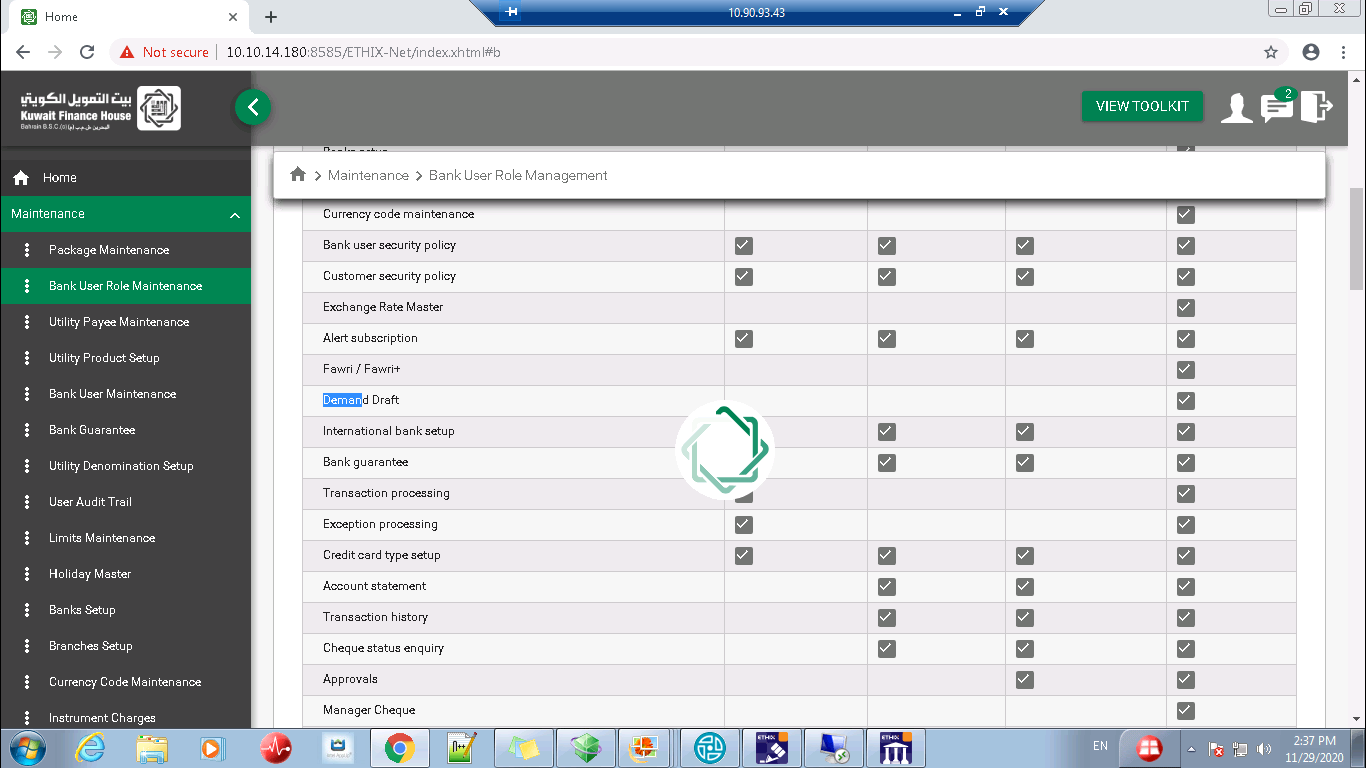 Home
10.90.93.43
Not secure
10.10.14.180:8585/ETHIX-Net/index.xhtml#b
بيت التمويل الكويتي
Kuwait Finance House
Bahrain B.S.C.(c) البحرين ش.م.ب (م)
VIEW TOOLKIT
2
Home
Maintenance
Package Maintenance
Bank User Role Maintenance
Utility Payee Maintenance
Utility Product Setup
Bank User Maintenance
Bank Guarantee
Utility Denomination Setup
User Audit Trail
Limits Maintenance
Holiday Master
Banks Setup
Branches Setup
Currency Code Maintenance
Instrument Charges
Maintenance
Bank User Role Management
Currency code maintenance
Bank user security policy
Customer security policy
Exchange Rate Master
Alert subscription
Fawri / Fawri+
Demand Draft
International bank setup
Bank guarantee
Transaction processing
Exception processing
Credit card type setup
Account statement
Transaction history
Cheque status enquiry
Approvals
Manager Cheque
ETHIX
ETHIX
EN
2:37 PM
11/29/2020